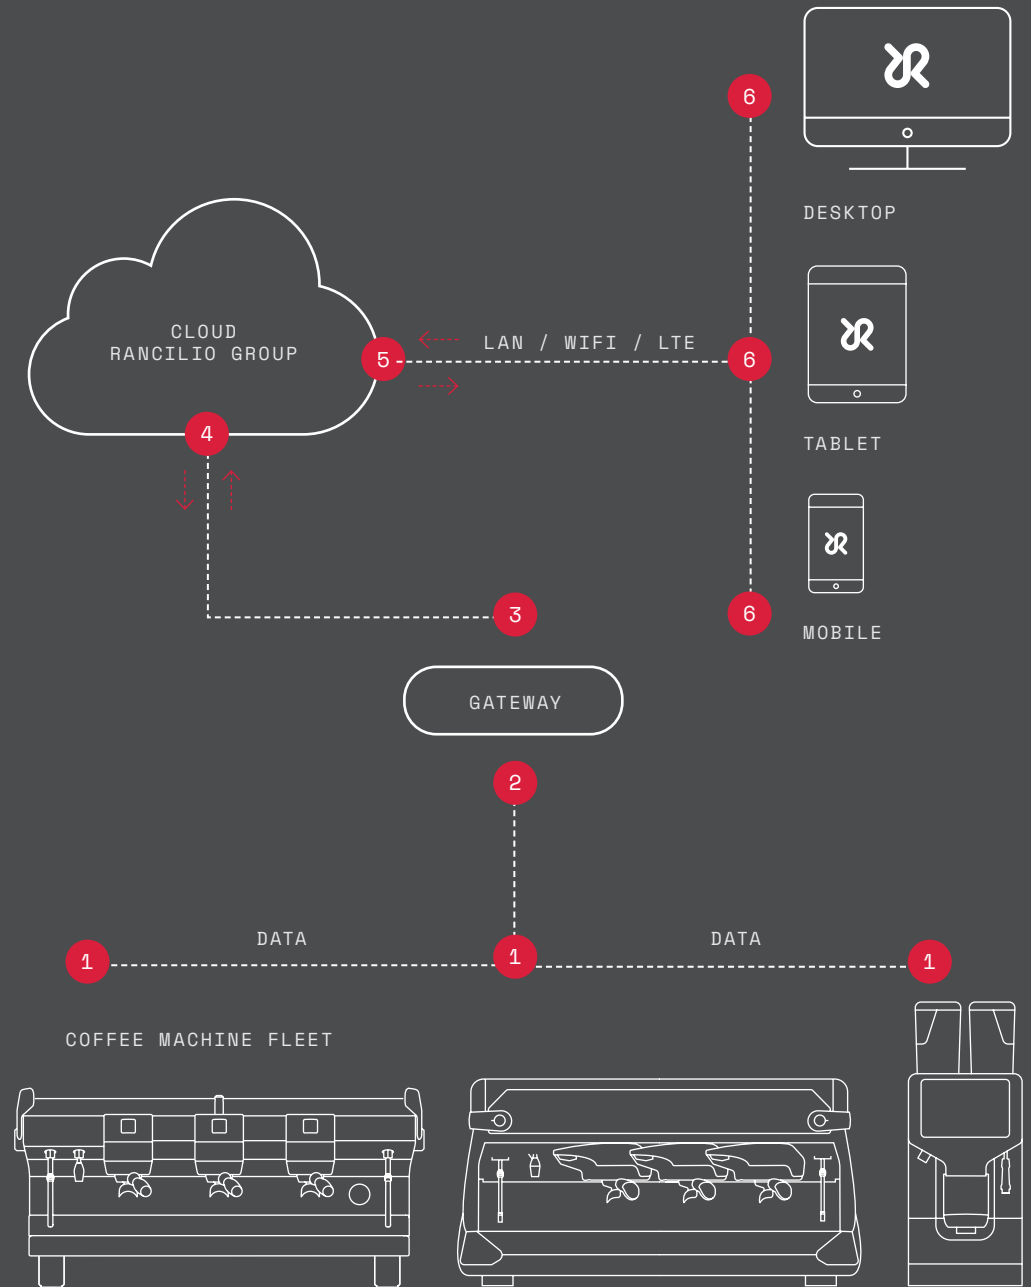 6
DESKTOP
CLOUD
RANCILIO GROUP
LAN / WIFI / LTE
5
6
4
TABLET
3
6
MOBILE
GATEWAY
2
DATA
DATA
1
1
1
COFFEE MACHINE FLEET